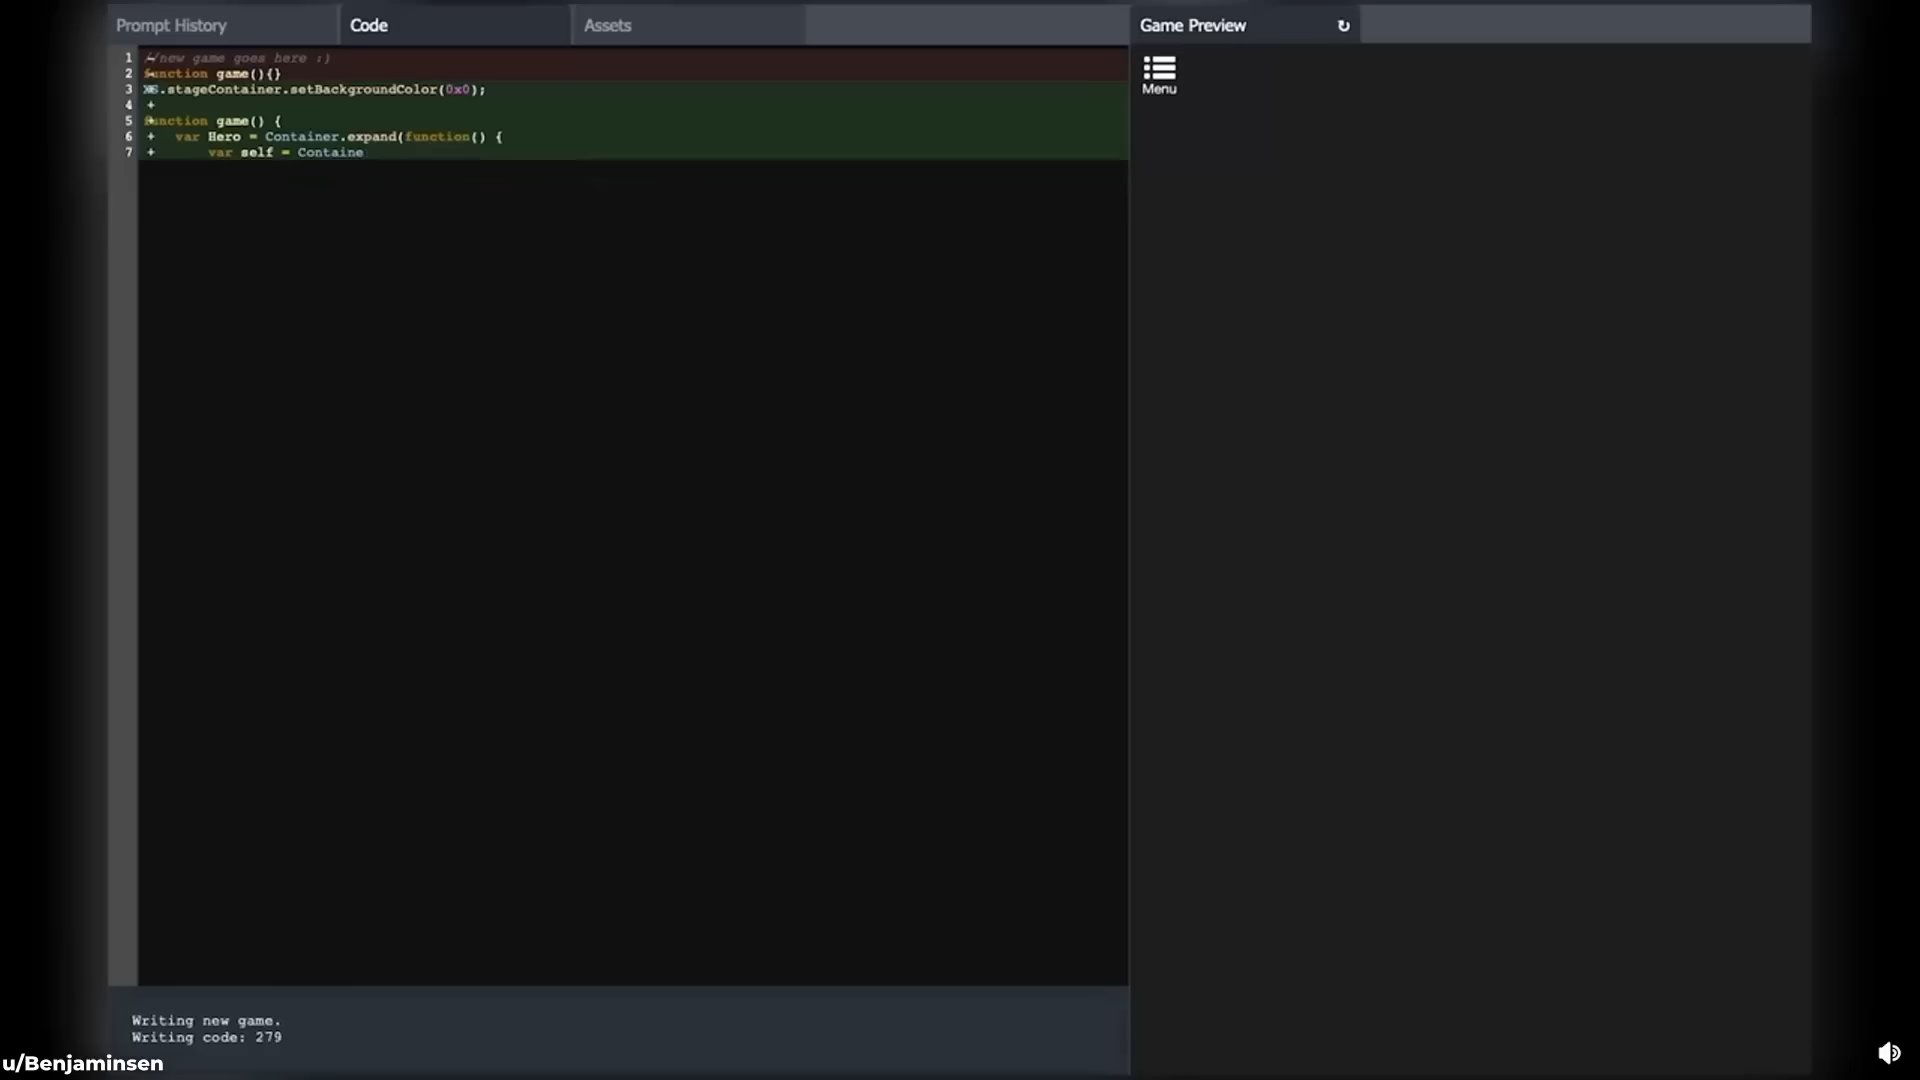 Prompt History
Code
Assets
Game Preview
Menu
1 //new game goes here :)
2 function game(){}
3 .stageContainer.setBackgroundColor(0x0);
4 +
5 function game() {
6 + var Hero = Container.expand(function() {
7 + var self = Containe
Writing new game.
Writing code: 279
u/Benjaminsen